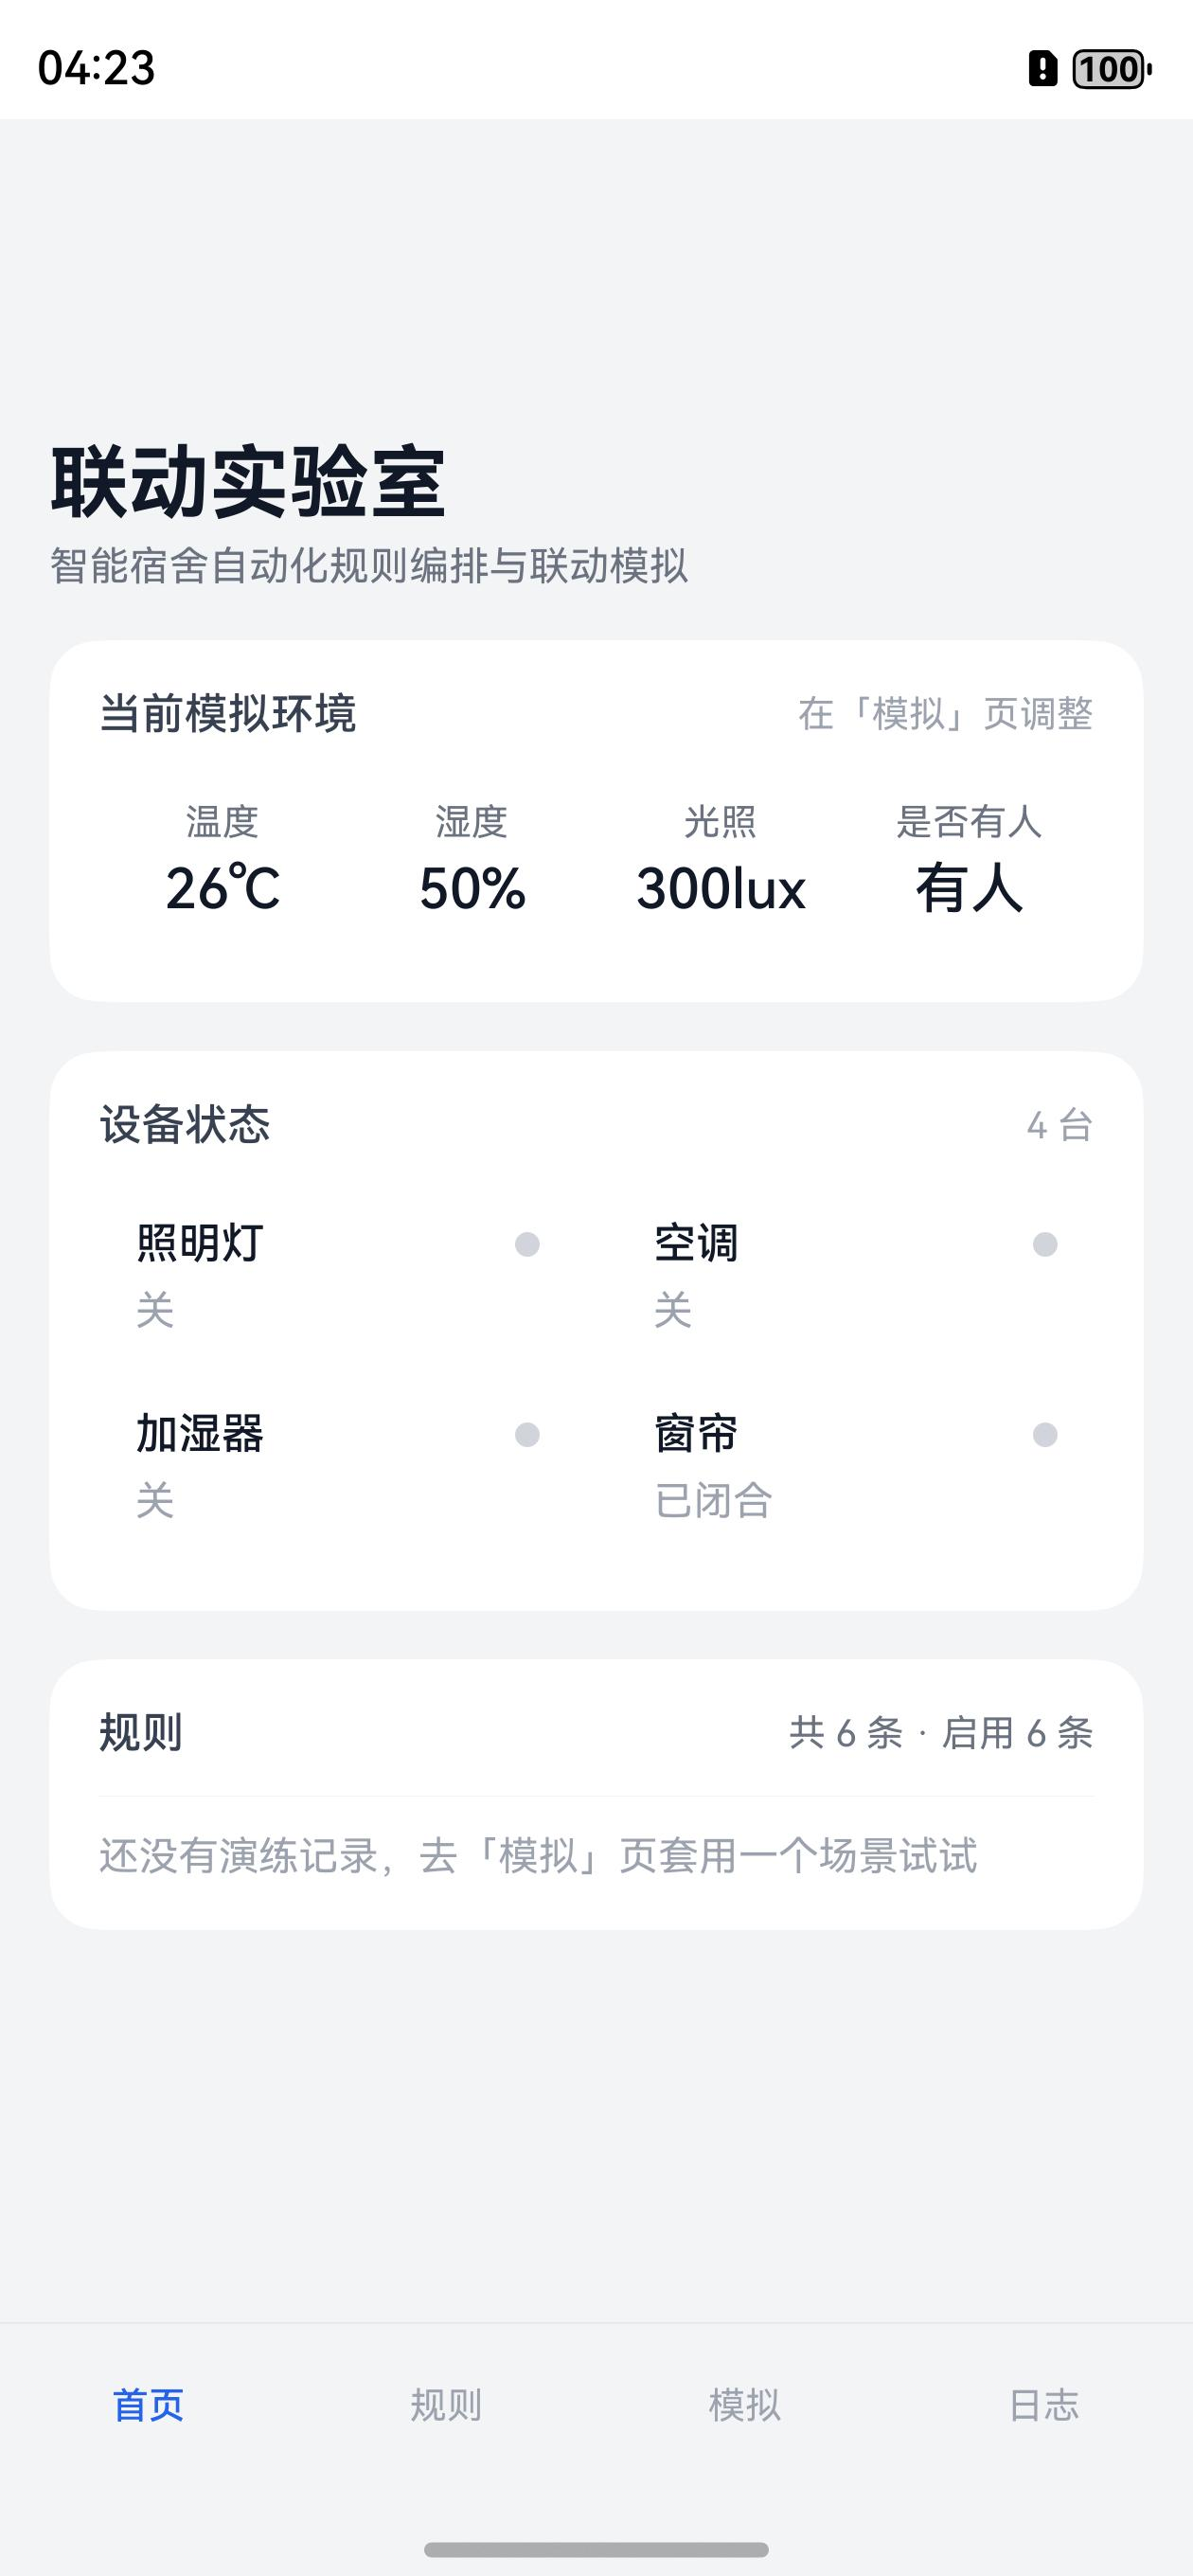 04:23
100
联动实验室
智能宿舍自动化规则编排与联动模拟
当前模拟环境 在「模拟」页调整
温度 湿度 光照 是否有人
26℃ 50% 300lux 有人
设备状态 4 台
照明灯 空调
关 关
加湿器 窗帘
关 已闭合
规则 共 6 条 · 启用 6 条
还没有演练记录，去「模拟」页套用一个场景试试
首页 规则 模拟 日志